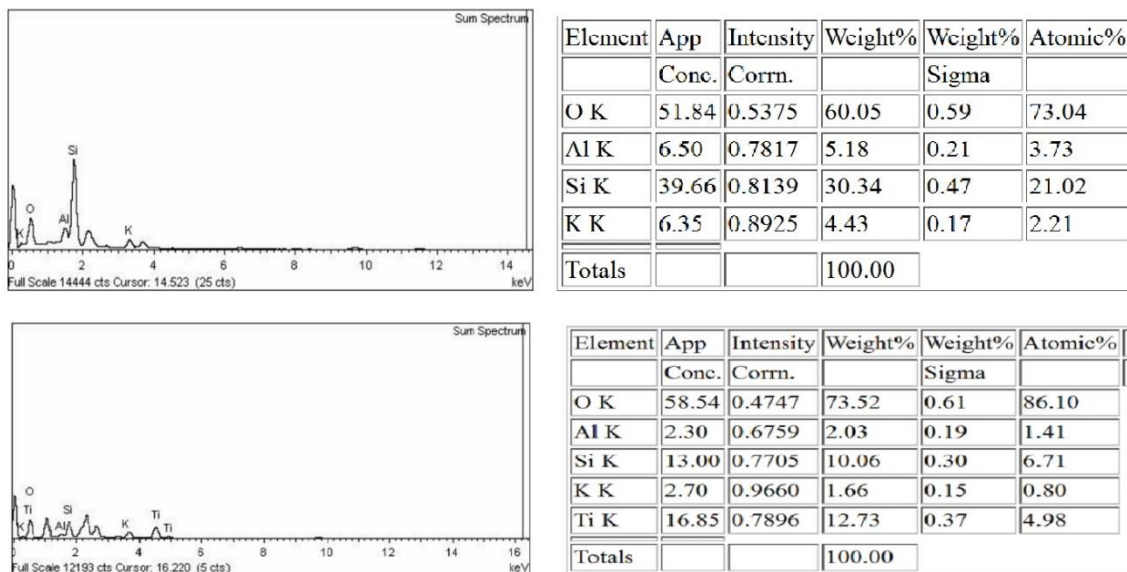 Sum Spectrum
Si
O
Al
K
K
0 2 4 6 8 10 12 14
Full Scale 14444 cts Cursor: 14.523 (25 cts) keV
Element App Intensity Weight% Weight% Atomic%
Conc. Corrn. Sigma
O K 51.84 0.5375 60.05 0.59 73.04
Al K 6.50 0.7817 5.18 0.21 3.73
Si K 39.66 0.8139 30.34 0.47 21.02
K K 6.35 0.8925 4.43 0.17 2.21
Totals 100.00
Sum Spectrum
O
Ti Si Ti
K Al K Ti
0 2 4 6 8 10 12 14 16
Full Scale 12193 cts Cursor: 16.220 (5 cts) keV
Element App Intensity Weight% Weight% Atomic%
Conc. Corrn. Sigma
O K 58.54 0.4747 73.52 0.61 86.10
Al K 2.30 0.6759 2.03 0.19 1.41
Si K 13.00 0.7705 10.06 0.30 6.71
K K 2.70 0.9660 1.66 0.15 0.80
Ti K 16.85 0.7896 12.73 0.37 4.98
Totals 100.00